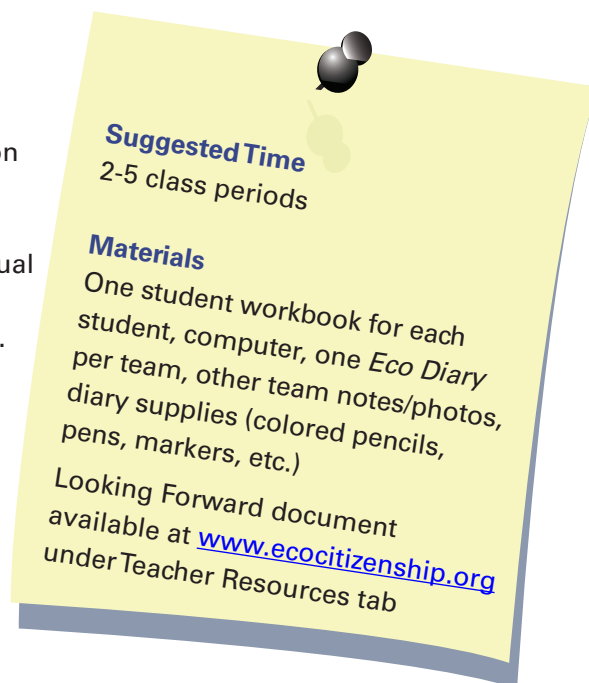 on
ual
.
Suggested Time
2-5 class periods
Materials
One student workbook for each
student, computer, one Eco Diary
per team, other team notes/photos,
diary supplies (colored pencils,
pens, markers, etc.)
Looking Forward document
available at www.ecocitizenship.org
under Teacher Resources tab